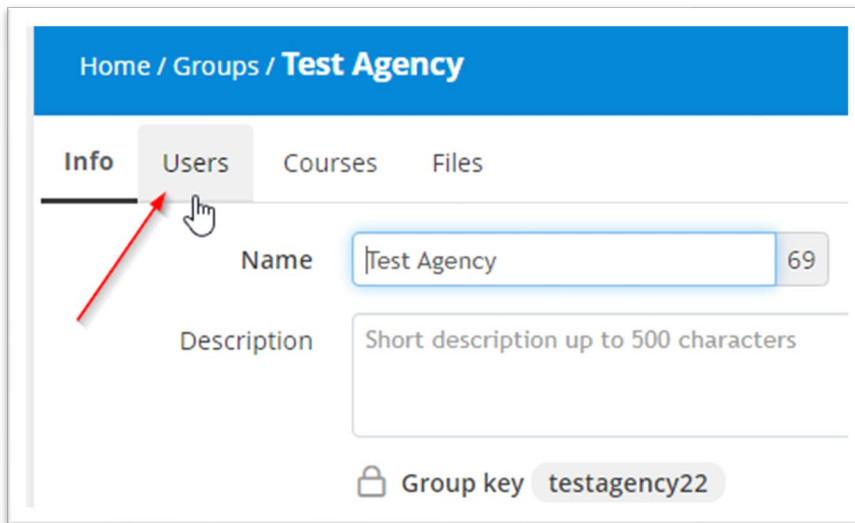 Home / Groups / Test Agency
Info Users Courses Files
Name Test Agency 69
Description Short description up to 500 characters
Group key testagency22